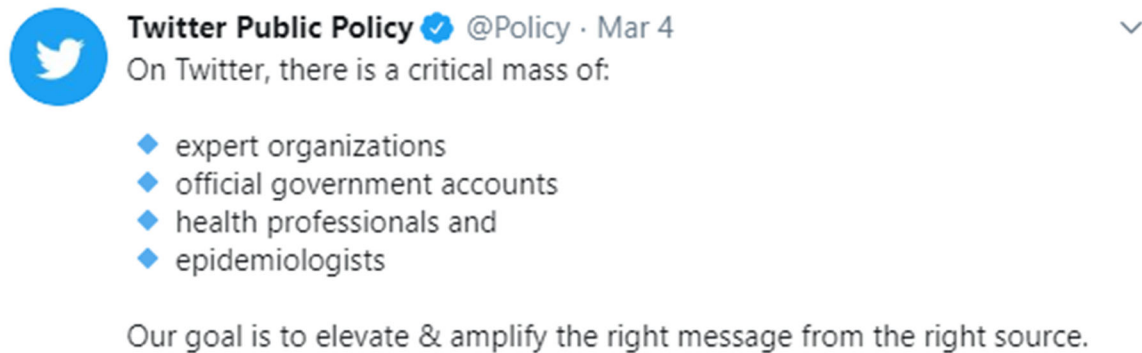 Twitter Public Policy @Policy · Mar 4
On Twitter, there is a critical mass of:
🔹 expert organizations
🔹 official government accounts
🔹 health professionals and
🔹 epidemiologists
Our goal is to elevate & amplify the right message from the right source.